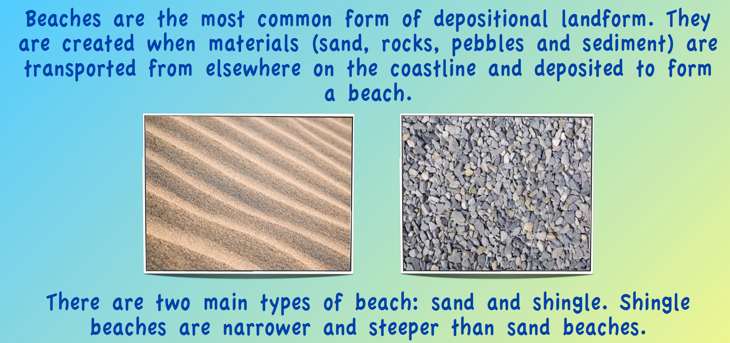 Beaches are the most common form of depositional landform. They
are created when materials (sand, rocks, pebbles and sediment) are
transported from elsewhere on the coastline and deposited to form
a beach.
There are two main types of beach: sand and shingle. Shingle
beaches are narrower and steeper than sand beaches.